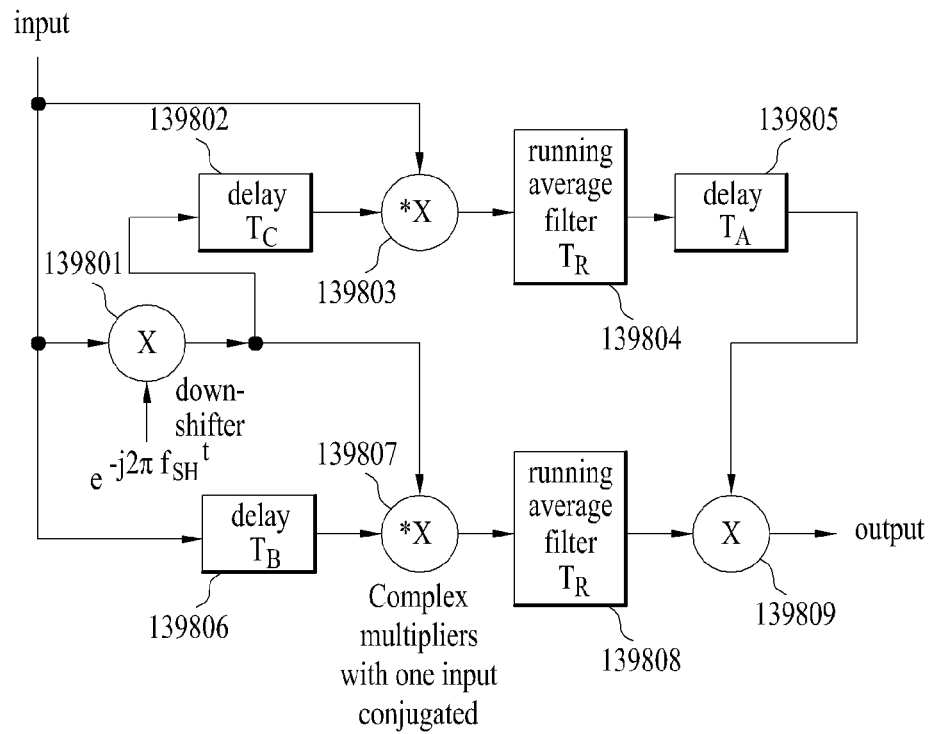 input
139802
delay
T_C
*X
139803
running
average
filter
T_R
139804
139805
delay
T_A
139801
X
down-
shifter
e^-j2π f_SH t
139807
delay
T_B
139806
*X
Complex
multipliers
with one input
conjugated
running
average
filter
T_R
139808
X
139809
output